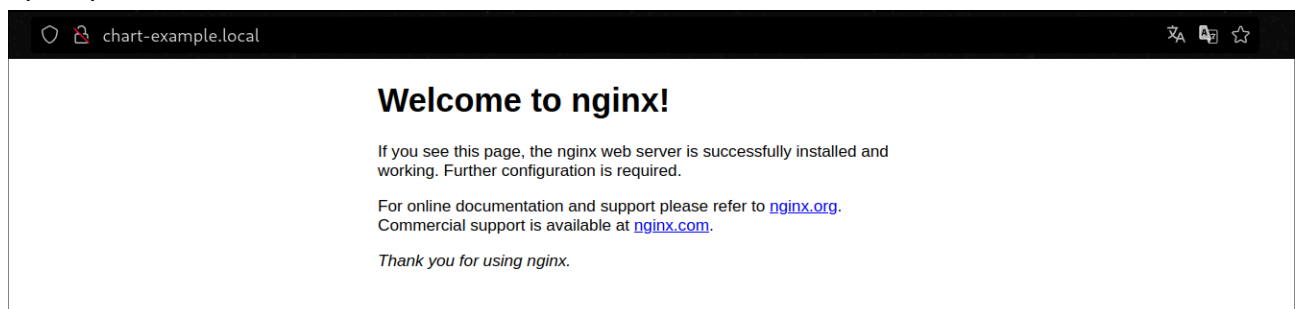 chart-example.local
Welcome to nginx!
If you see this page, the nginx web server is successfully installed and
working. Further configuration is required.
For online documentation and support please refer to nginx.org.
Commercial support is available at nginx.com.
Thank you for using nginx.